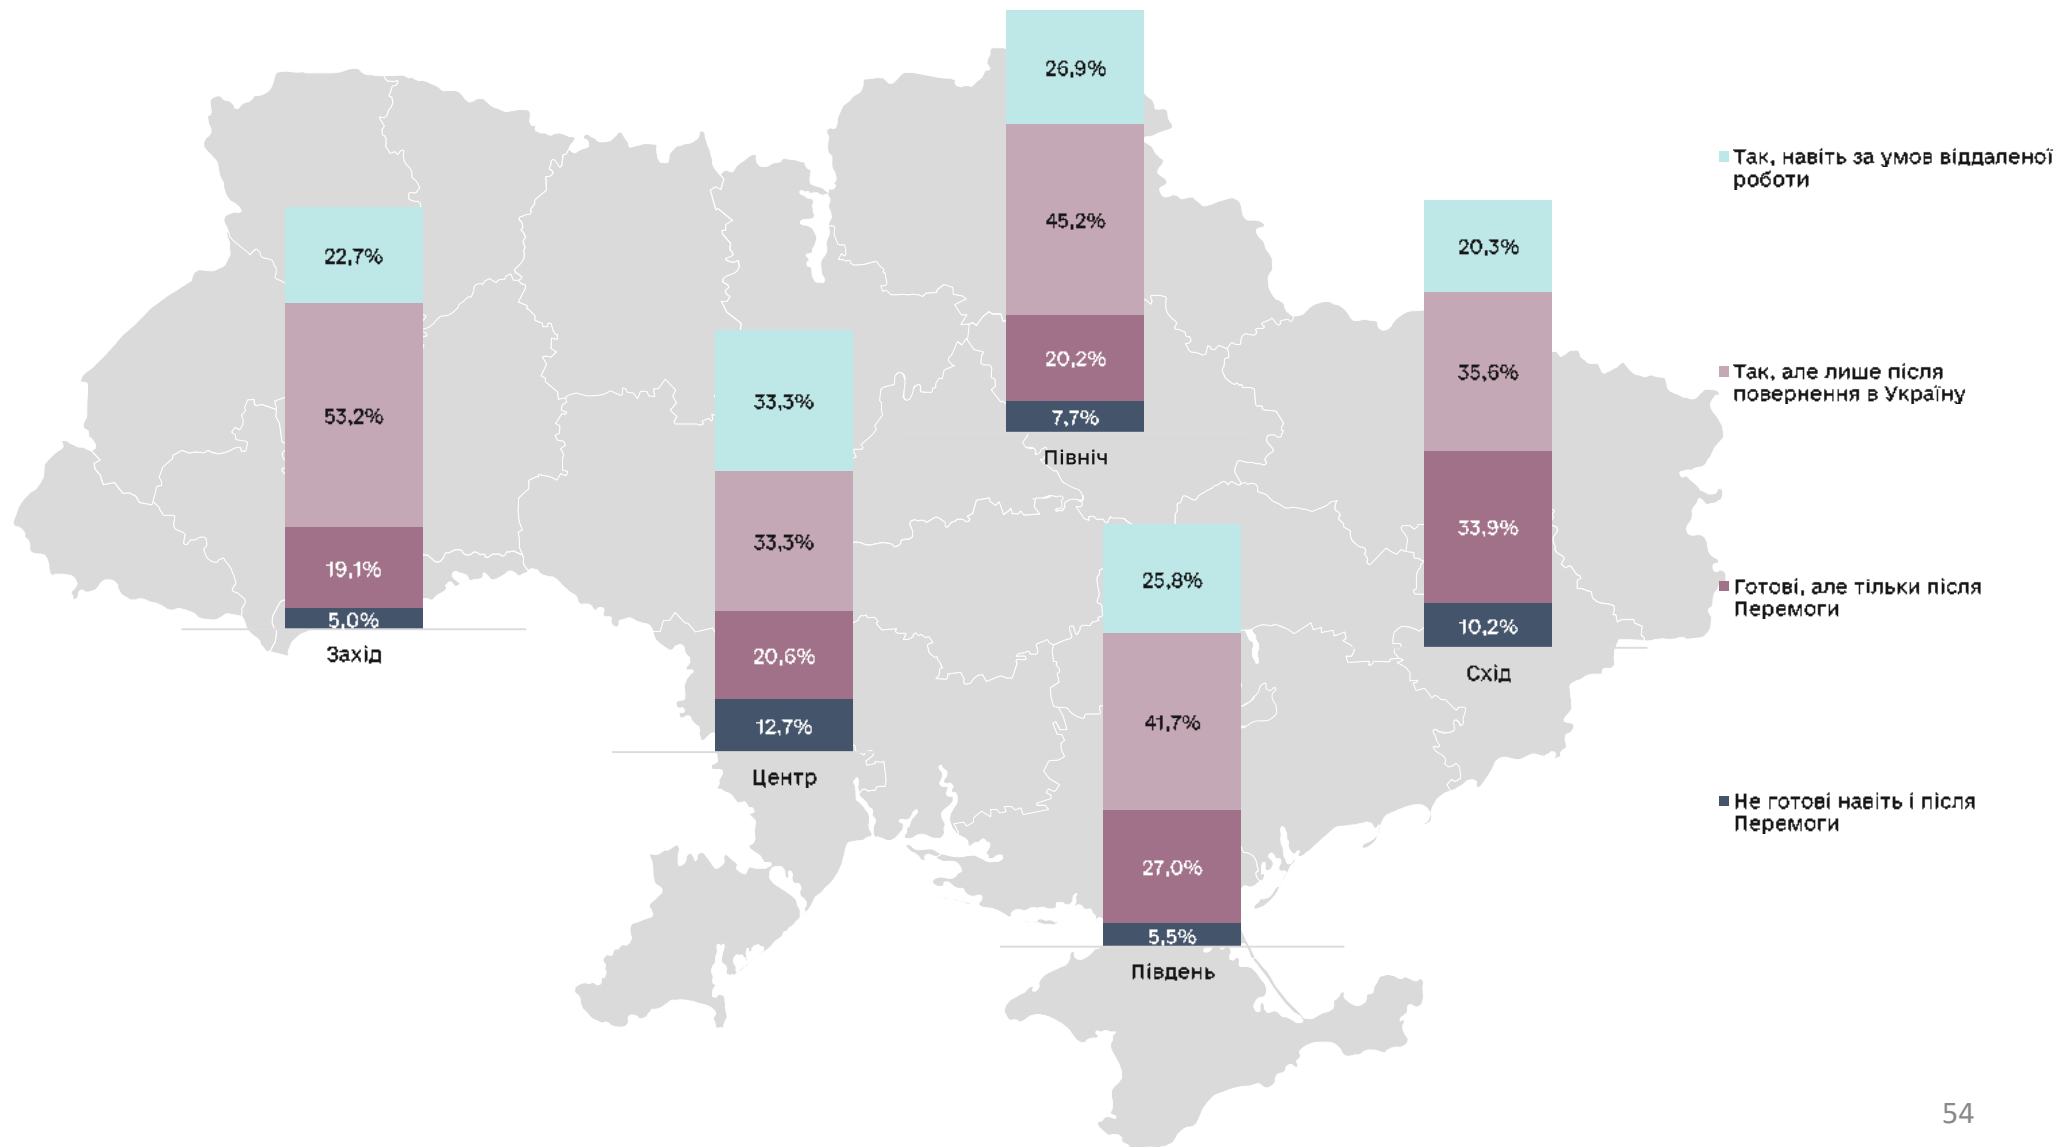 26,9%
45,2%
20,2%
7,7%
Північ
22,7%
53,2%
19,1%
5,0%
Захід
33,3%
33,3%
20,6%
12,7%
Центр
25,8%
41,7%
27,0%
5,5%
Південь
20,3%
35,6%
33,9%
10,2%
Схід
Так, навіть за умов віддаленої
роботи
Так, але лише після
повернення в Україну
Готові, але тільки після
Перемоги
Не готові навіть і після
Перемоги
54